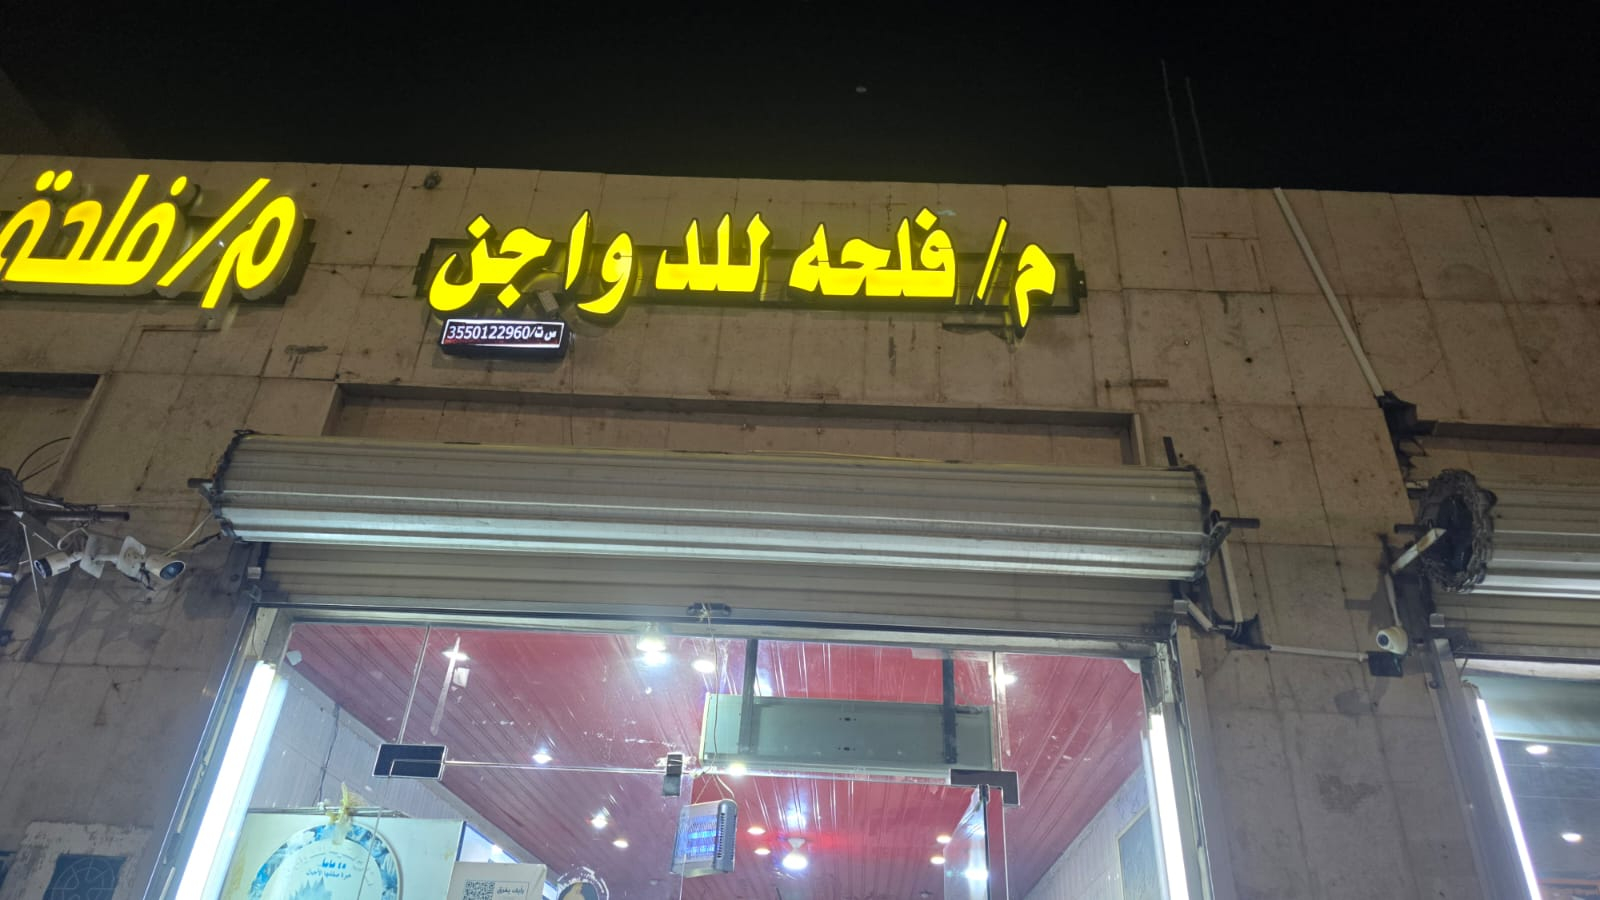 م/ فلحه للدواجن
س ت/3550122960
م/فلحة